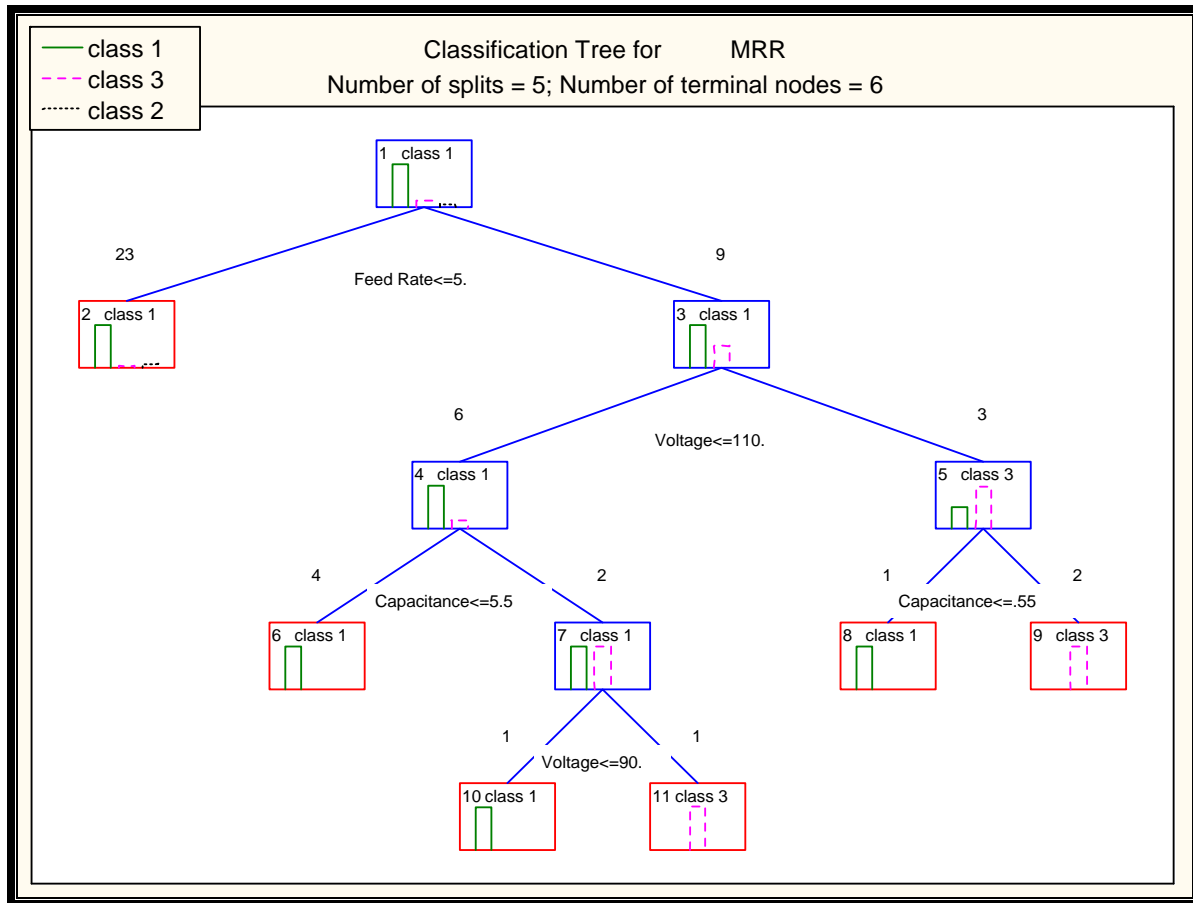 class 1
class 3
class 2
Classification Tree for MRR
Number of splits = 5; Number of terminal nodes = 6
1 class 1
23 9
Feed Rate<=5.
2 class 1 3 class 1
6 3
Voltage<=110.
4 class 1 5 class 3
4 2 1 2
Capacitance<=5.5 Capacitance<=.55
6 class 1 7 class 1 8 class 1 9 class 3
1 1
Voltage<=90.
10 class 1 11 class 3